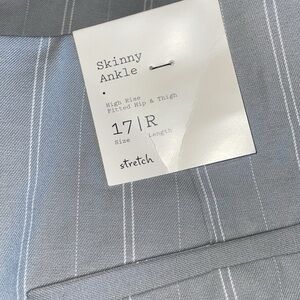 Skinny
Ankle
High Rise
Fitted Hip & Thigh
17|R
Size Length
stretch